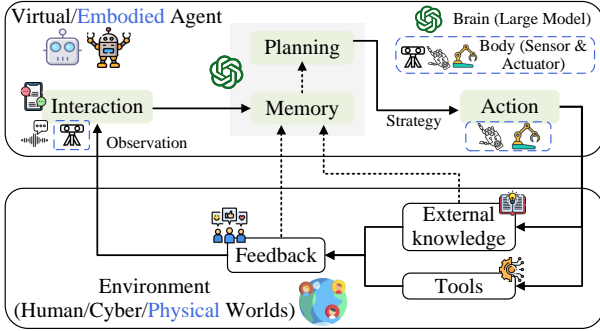 Virtual/Embodied Agent
Brain (Large Model)
Body (Sensor &
Actuator)
Planning
Interaction
Memory
Action
Strategy
Observation
External
knowledge
Feedback
Tools
Environment
(Human/Cyber/Physical Worlds)